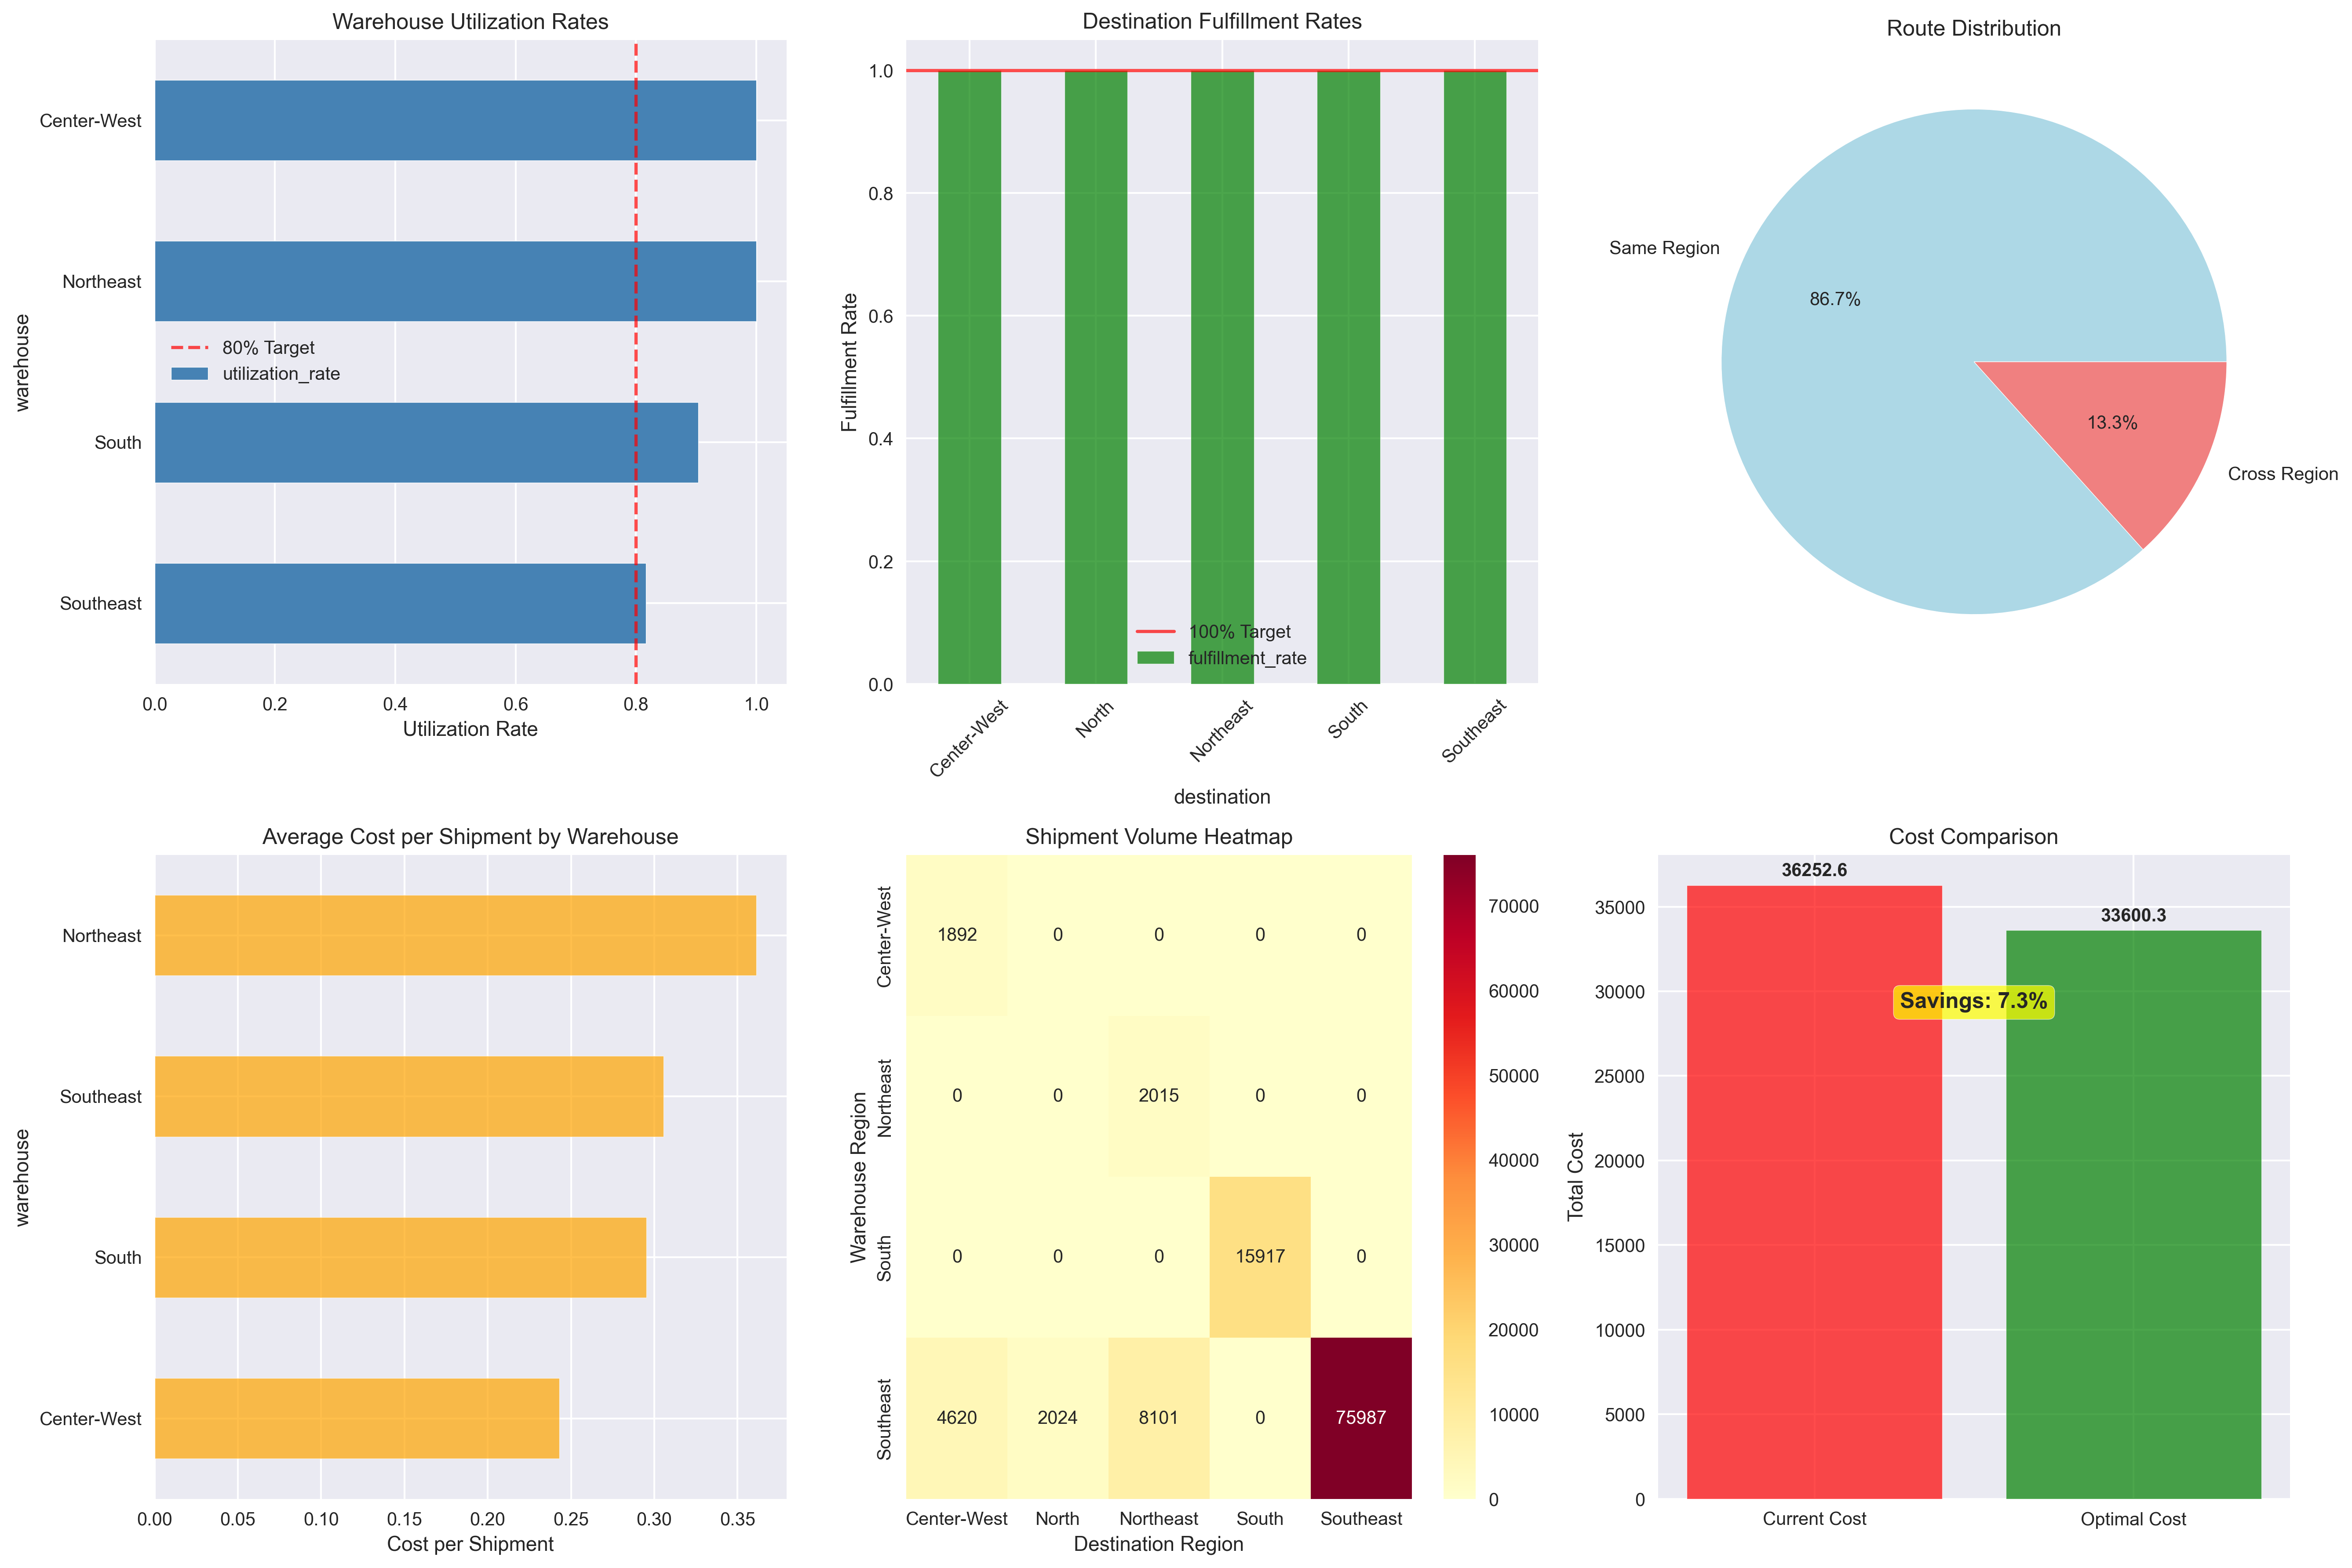 Warehouse Utilization Rates
warehouse
Center-West
Northeast
South
Southeast
80% Target
utilization_rate
0.0 0.2 0.4 0.6 0.8 1.0
Utilization Rate
Destination Fulfillment Rates
Fulfillment Rate
1.0
0.8
0.6
0.4
0.2
0.0
100% Target
fulfillment_rate
Center-West North Northeast South Southeast
destination
Route Distribution
Same Region
86.7%
13.3%
Cross Region
Average Cost per Shipment by Warehouse
warehouse
Northeast
Southeast
South
Center-West
0.00 0.05 0.10 0.15 0.20 0.25 0.30 0.35
Cost per Shipment
Shipment Volume Heatmap
Warehouse Region
Center-West
1892 0 0 0 0
Northeast
0 0 2015 0 0
South
0 0 0 15917 0
Southeast
4620 2024 8101 0 75987
Center-West North Northeast South Southeast
Destination Region
70000
60000
50000
40000
30000
20000
10000
0
Cost Comparison
Total Cost
35000
30000
25000
20000
15000
10000
5000
0
36252.6
33600.3
Savings: 7.3%
Current Cost Optimal Cost